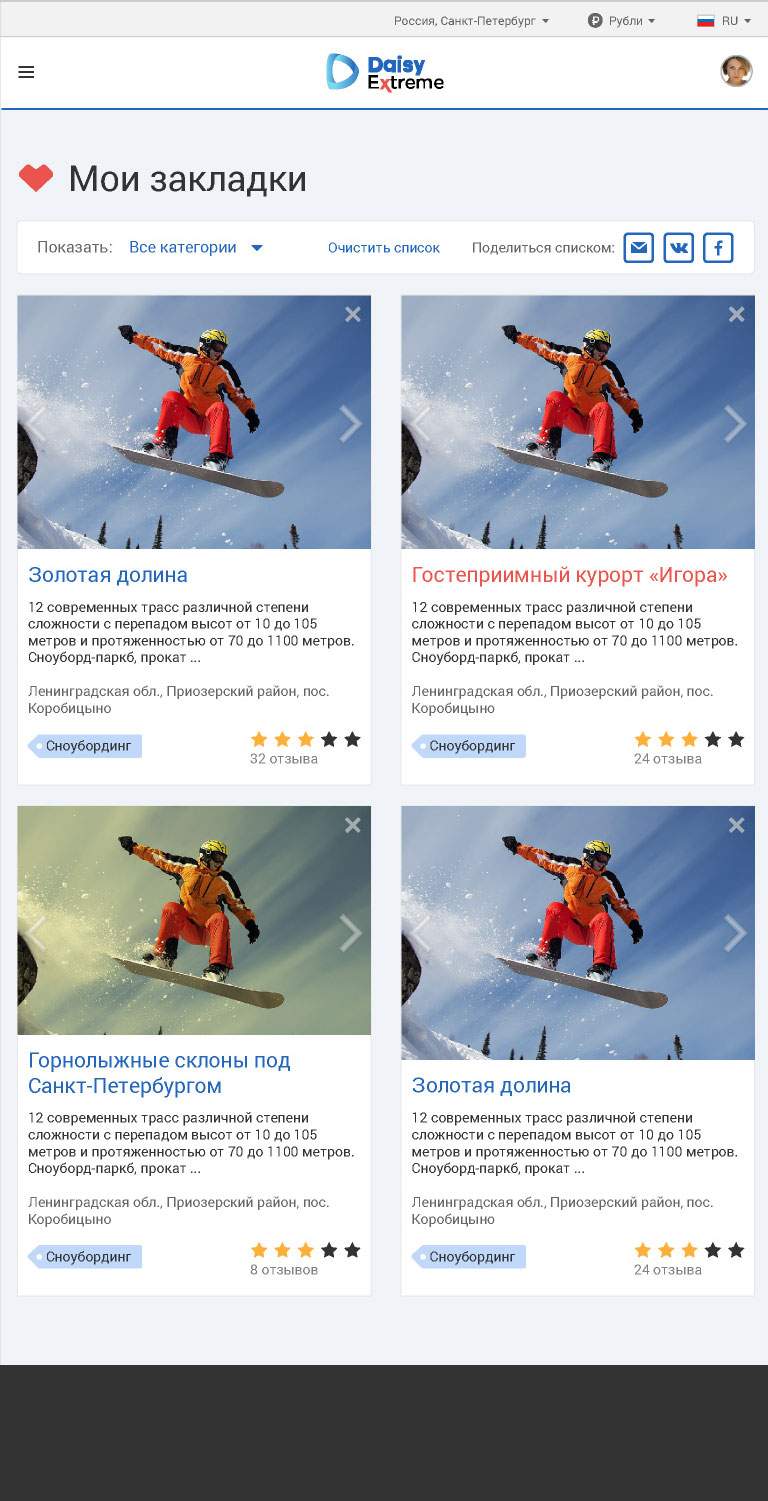 Россия, Санкт-Петербург
Рубли
RU
Daisy
Extreme
Мои закладки
Показать: Все категории
Очистить список
Поделиться списком:
Золотая долина
12 современных трасс различной степени
сложности с перепадом высот от 10 до 105
метров и протяженностью от 70 до 1100 метров.
Сноуборд-паркб, прокат ...
Ленинградская обл., Приозерский район, пос.
Коробицыно
Сноубординг
32 отзыва
Гостеприимный курорт «Игора»
12 современных трасс различной степени
сложности с перепадом высот от 10 до 105
метров и протяженностью от 70 до 1100 метров.
Сноуборд-паркб, прокат ...
Ленинградская обл., Приозерский район, пос.
Коробицыно
Сноубординг
24 отзыва
Горнолыжные склоны под
Санкт-Петербургом
12 современных трасс различной степени
сложности с перепадом высот от 10 до 105
метров и протяженностью от 70 до 1100 метров.
Сноуборд-паркб, прокат ...
Ленинградская обл., Приозерский район, пос.
Коробицыно
Сноубординг
8 отзывов
Золотая долина
12 современных трасс различной степени
сложности с перепадом высот от 10 до 105
метров и протяженностью от 70 до 1100 метров.
Сноуборд-паркб, прокат ...
Ленинградская обл., Приозерский район, пос.
Коробицыно
Сноубординг
24 отзыва